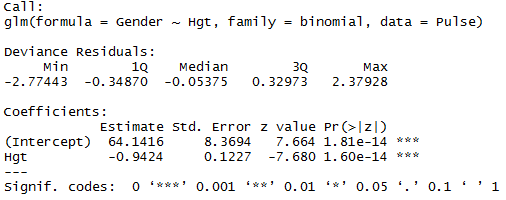 Call:
glm(formula = Gender ~ Hgt, family = binomial, data = Pulse)
Deviance Residuals:
Min 1Q Median 3Q Max
-2.77443 -0.34870 -0.05375 0.32973 2.37928
Coefficients:
Estimate Std. Error z value Pr(>|z|)
(Intercept) 64.1416 8.3694 7.664 1.81e-14 ***
Hgt -0.9424 0.1227 -7.680 1.60e-14 ***
---
Signif. codes: 0 ‘***’ 0.001 ‘**’ 0.01 ‘*’ 0.05 ‘.’ 0.1 ‘ ’ 1